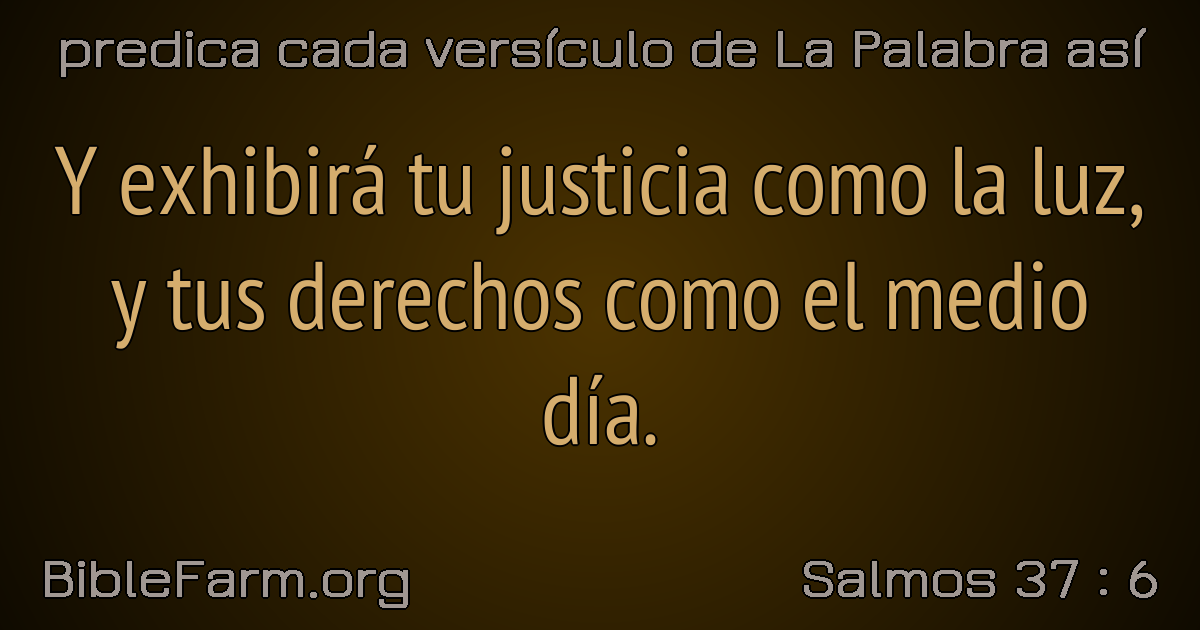 predica cada versículo de La Palabra así
Y exhibirá tu justicia como la luz,
y tus derechos como el medio
día.
BibleFarm.org
Salmos 37 : 6